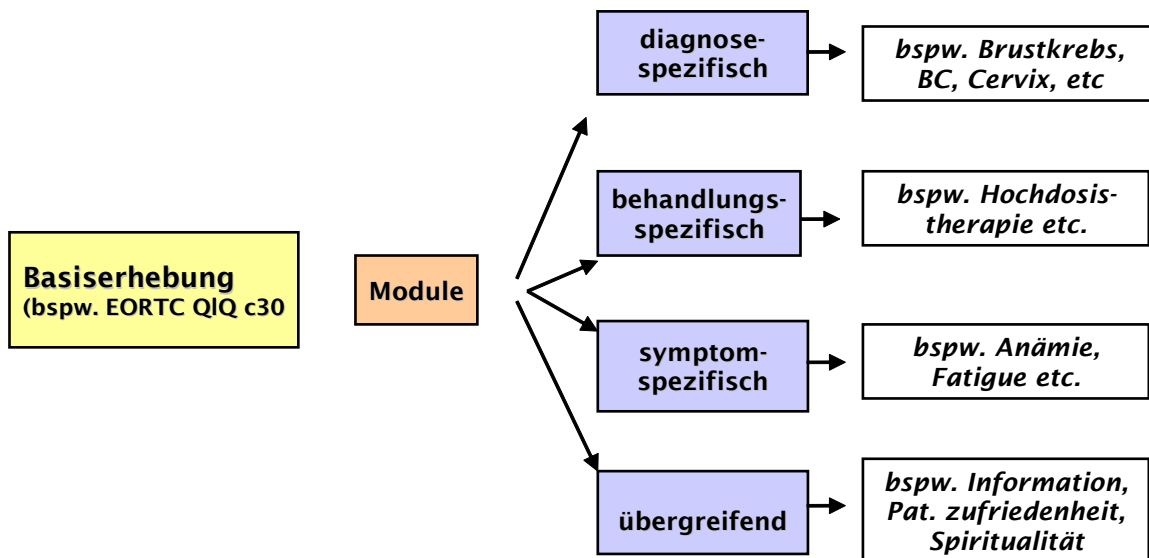 diagnose-
spezifisch
bspw. Brustkrebs,
BC, Cervix, etc
behandlungs-
spezifisch
bspw. Hochdosis-
therapie etc.
Basiserhebung
(bspw. EORTC QlQ c30
Module
symptom-
spezifisch
bspw. Anämie,
Fatigue etc.
übergreifend
bspw. Information,
Pat. zufriedenheit,
Spiritualität